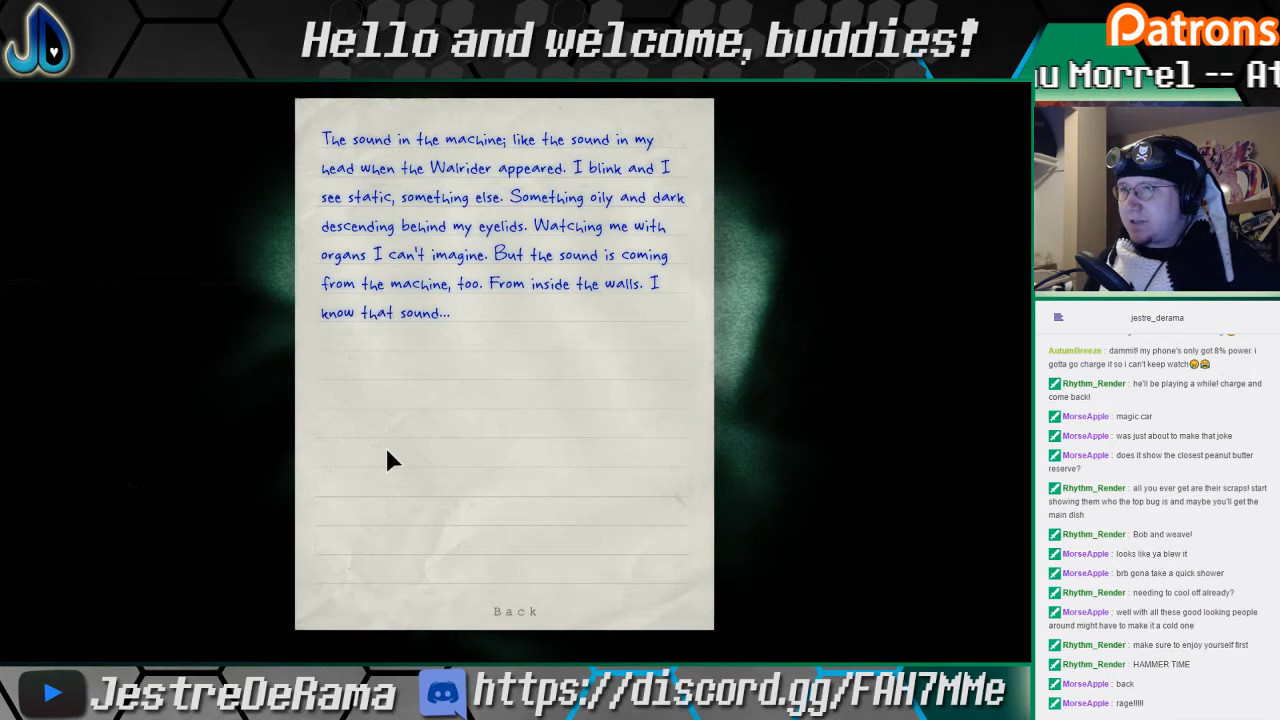 Hello and welcome, buddies!
Patrons
u Morrel -- At
JD
The sound in the machine; like the sound in my
head when the Walrider appeared. I blink and I
see static, something else. Something oily and dark
descending behind my eyelids. Watching me with
organs I can't imagine. But the sound is coming
from the machine, too. From inside the walls. I
know that sound...
Back
jestre_derama
AutumBreeze : dammit! my phone's only got 8% power. i
gotta go charge it so i can't keep watch😠😩
Rhythm_Render : he'll be playing a while! charge and
come back!
MorseApple : magic car
MorseApple : was just about to make that joke
MorseApple : does it show the closest peanut butter
reserve?
Rhythm_Render : all you ever get are their scraps! start
showing them who the top bug is and maybe you'll get the
main dish
Rhythm_Render : Bob and weave!
MorseApple : looks like ya blew it
MorseApple : brb gona take a quick shower
Rhythm_Render : needing to cool off already?
MorseApple : well with all these good looking people
around might have to make it a cold one
Rhythm_Render : make sure to enjoy yourself first
Rhythm_Render : HAMMER TIME
MorseApple : back
MorseApple : rage!!!!!
JestreDeRama
https://discord.gg/FAH7MMe